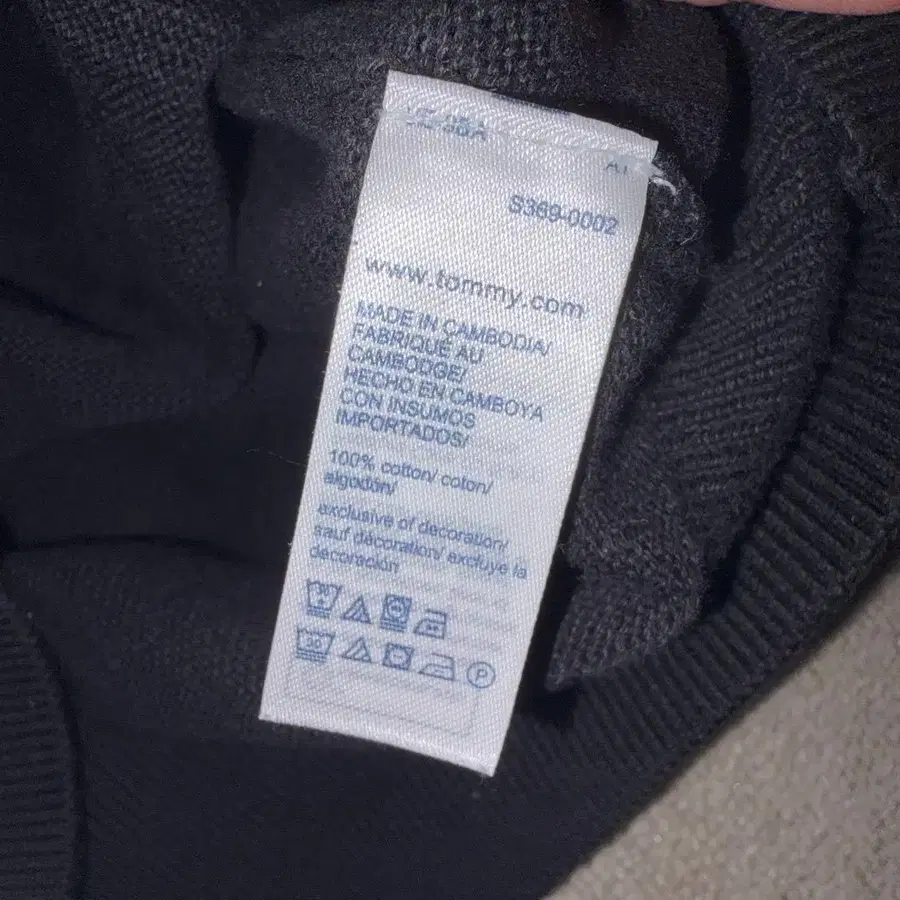 S369-0002
www.tommy.com
MADE IN CAMBODIA/
FABRIQUÉ AU
CAMBODGE/
HECHO EN CAMBOYA
CON INSUMOS
IMPORTADOS/
100% cotton/ coton/
algodón/
exclusive of decoration/
sauf décoration/ excluye la
decoración
30
P